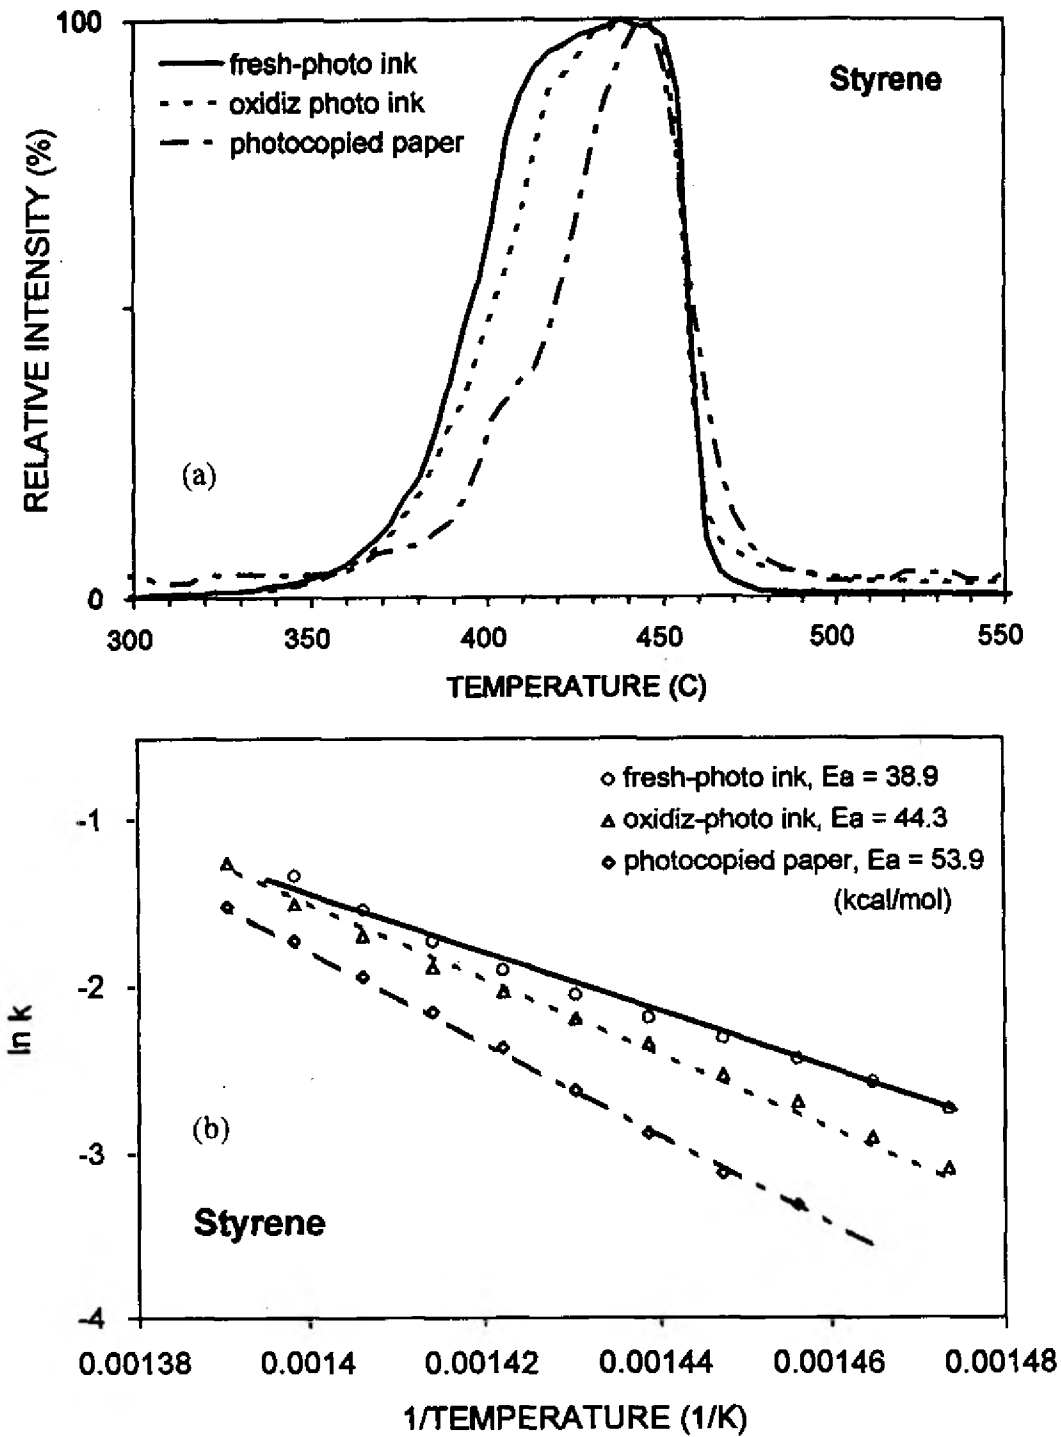 100
fresh-photo ink
Styrene
oxidiz photo ink
photocopied paper
RELATIVE INTENSITY (%)
(a)
0
300 350 400 450 500 550
TEMPERATURE (C)
fresh-photo ink, Ea = 38.9
-1
oxidiz-photo ink, Ea = 44.3
photocopied paper, Ea = 53.9
(kcal/mol)
-2
ln k
(b)
-3
Styrene
-4
0.00138 0.0014 0.00142 0.00144 0.00146 0.00148
1/TEMPERATURE (1/K)